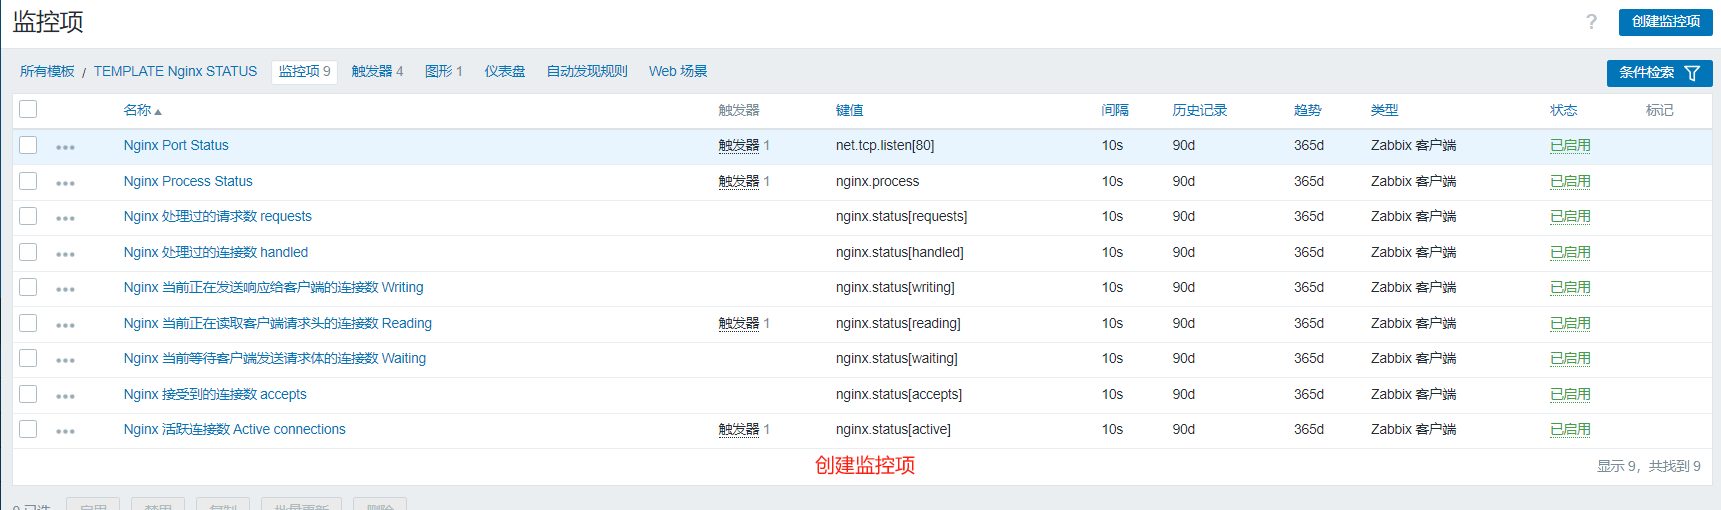 监控项
? 创建监控项
所有模板 / TEMPLATE Nginx STATUS 监控项 9 触发器 4 图形 1 仪表盘 自动发现规则 Web 场景
条件检索
名称 触发器 键值 间隔 历史记录 趋势 类型 状态 标记
Nginx Port Status 触发器 1 net.tcp.listen[80] 10s 90d 365d Zabbix 客户端 已启用
Nginx Process Status 触发器 1 nginx.process 10s 90d 365d Zabbix 客户端 已启用
Nginx 处理过的请求数 requests nginx.status[requests] 10s 90d 365d Zabbix 客户端 已启用
Nginx 处理过的连接数 handled nginx.status[handled] 10s 90d 365d Zabbix 客户端 已启用
Nginx 当前正在发送响应给客户端的连接数 Writing nginx.status[writing] 10s 90d 365d Zabbix 客户端 已启用
Nginx 当前正在读取客户端请求头的连接数 Reading 触发器 1 nginx.status[reading] 10s 90d 365d Zabbix 客户端 已启用
Nginx 当前等待客户端发送请求体的连接数 Waiting nginx.status[waiting] 10s 90d 365d Zabbix 客户端 已启用
Nginx 接受到的连接数 accepts nginx.status[accepts] 10s 90d 365d Zabbix 客户端 已启用
Nginx 活跃连接数 Active connections 触发器 1 nginx.status[active] 10s 90d 365d Zabbix 客户端 已启用
创建监控项
显示 9，共找到 9
0 已选 启用 禁用 复制 批量更新 删除